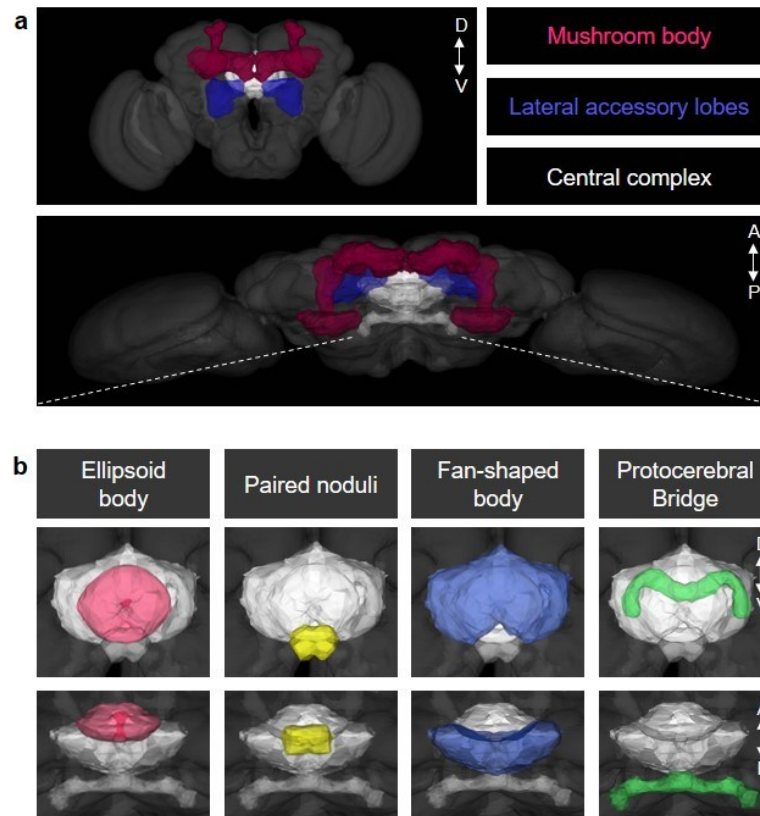 a
D
V
Mushroom body
Lateral accessory lobes
Central complex
A
P
b
Ellipsoid
body
Paired noduli
Fan-shaped
body
Protocerebral
Bridge